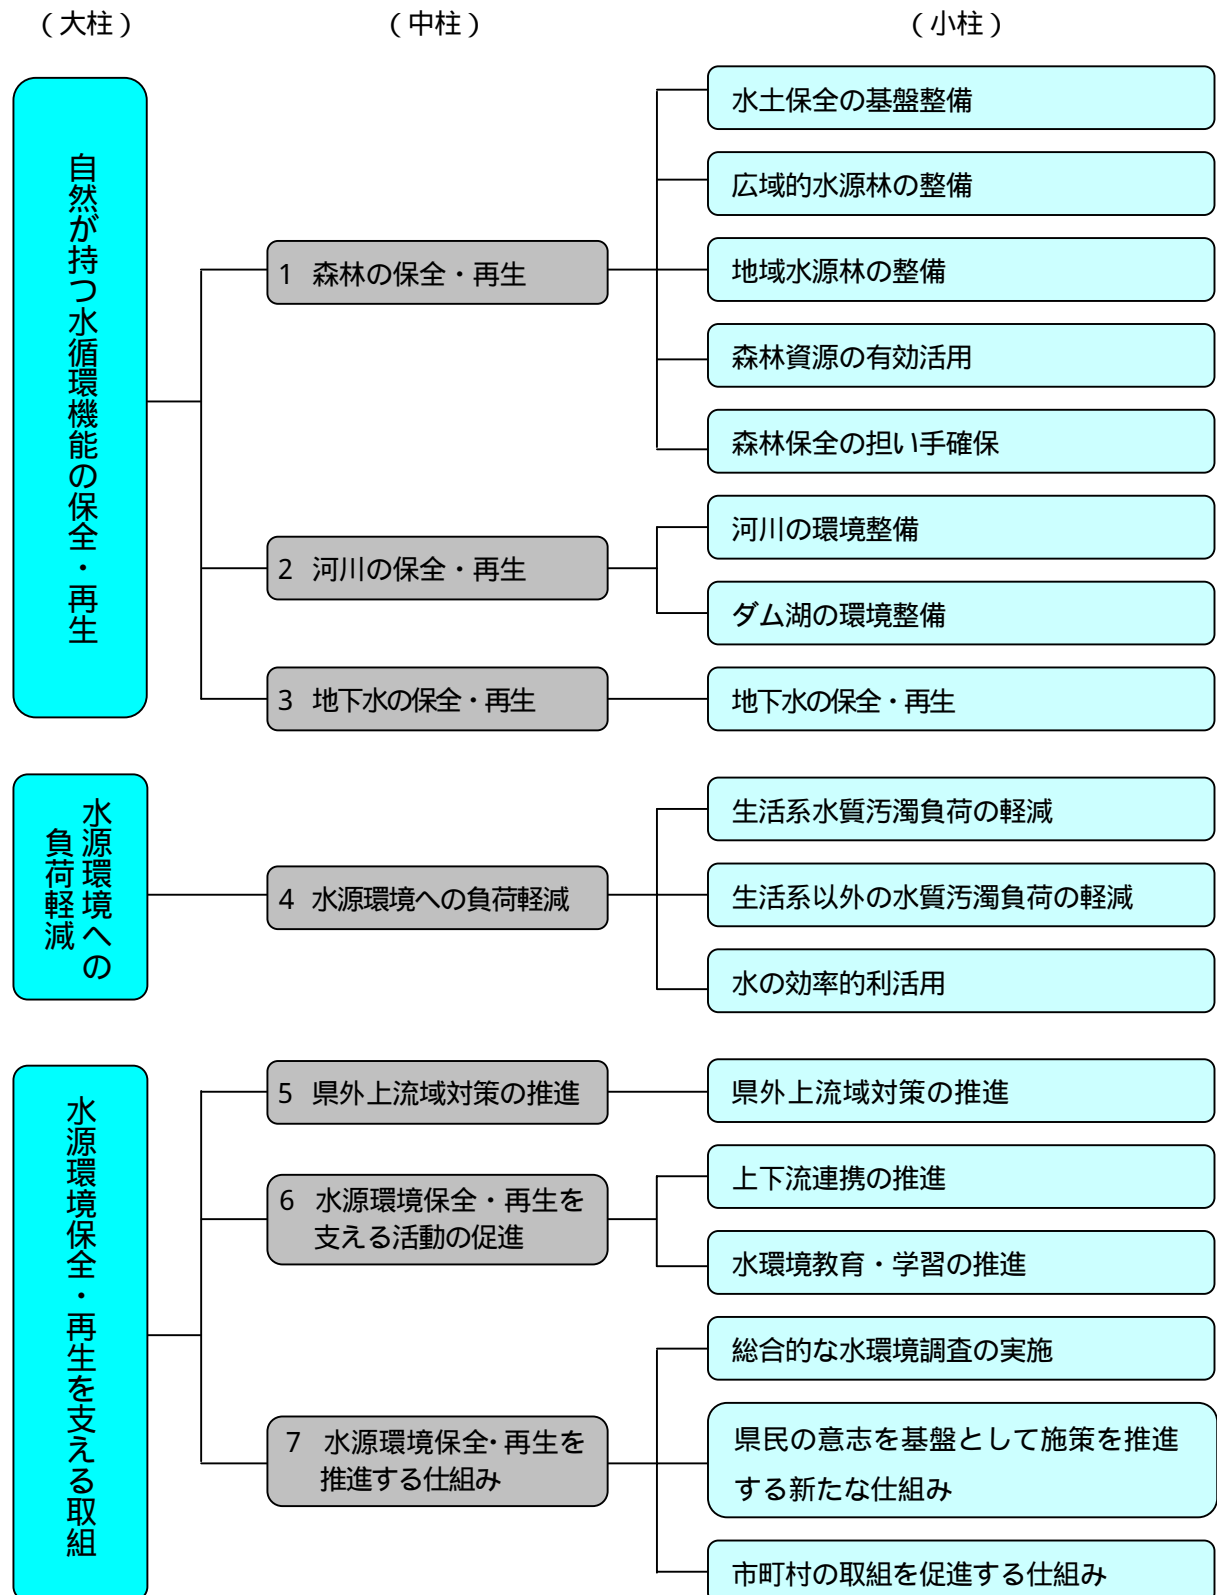 （大柱）
（中柱）
（小柱）
自然が持つ水循環機能の保全・再生
1 森林の保全・再生
水土保全の基盤整備
広域的水源林の整備
地域水源林の整備
森林資源の有効活用
森林保全の担い手確保
2 河川の保全・再生
河川の環境整備
ダム湖の環境整備
3 地下水の保全・再生
地下水の保全・再生
水源環境への
負荷軽減
4 水源環境への負荷軽減
生活系水質汚濁負荷の軽減
生活系以外の水質汚濁負荷の軽減
水の効率的利活用
水源環境保全・再生を支える取組
5 県外上流域対策の推進
県外上流域対策の推進
6 水源環境保全・再生を
支える活動の促進
上下流連携の推進
水環境教育・学習の推進
7 水源環境保全・再生を
推進する仕組み
総合的な水環境調査の実施
県民の意志を基盤として施策を推進
する新たな仕組み
市町村の取組を促進する仕組み